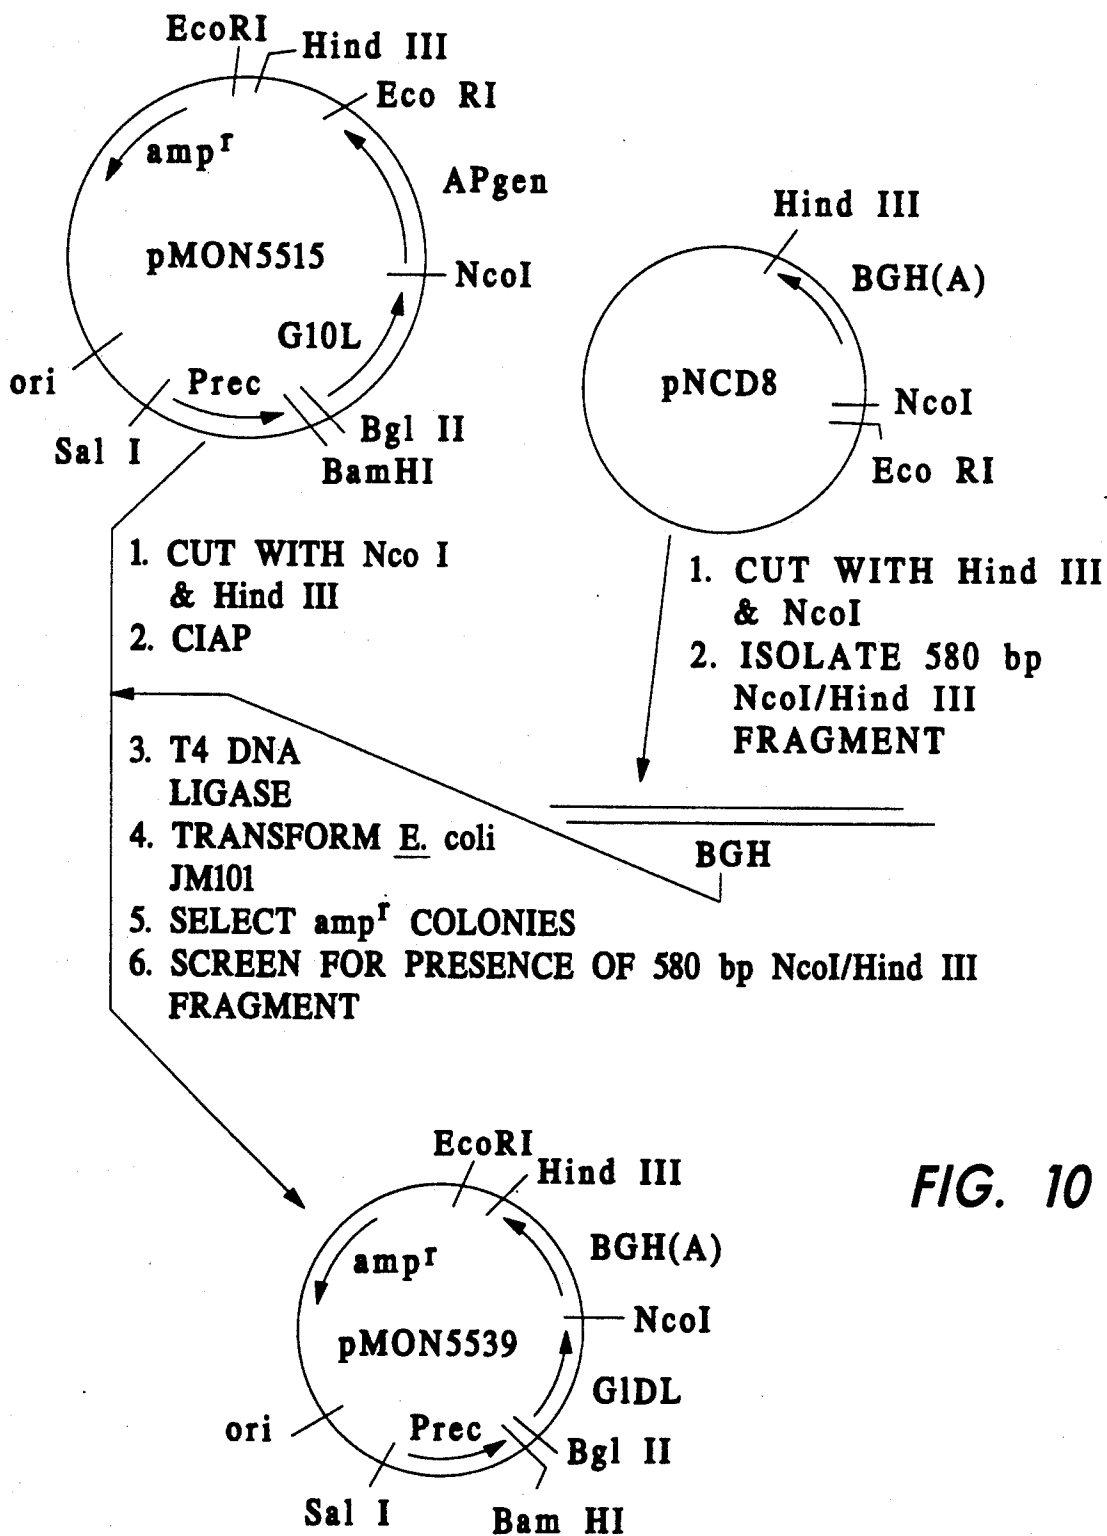 EcoRI
Hind III
Eco RI
amp^r
APgen
pMON5515
NcoI
G10L
ori
Prec
Sal I
Bgl II
BamHI
Hind III
BGH(A)
pNCD8
NcoI
Eco RI
1. CUT WITH Nco I
& Hind III
2. CIAP
1. CUT WITH Hind III
& NcoI
2. ISOLATE 580 bp
NcoI/Hind III
FRAGMENT
3. T4 DNA
LIGASE
4. TRANSFORM E. coli
JM101
5. SELECT amp^r COLONIES
6. SCREEN FOR PRESENCE OF 580 bp NcoI/Hind III
FRAGMENT
BGH
EcoRI
Hind III
amp^r
BGH(A)
pMON5539
NcoI
G1DL
ori
Prec
Bgl II
Sal I
Bam HI
FIG. 10